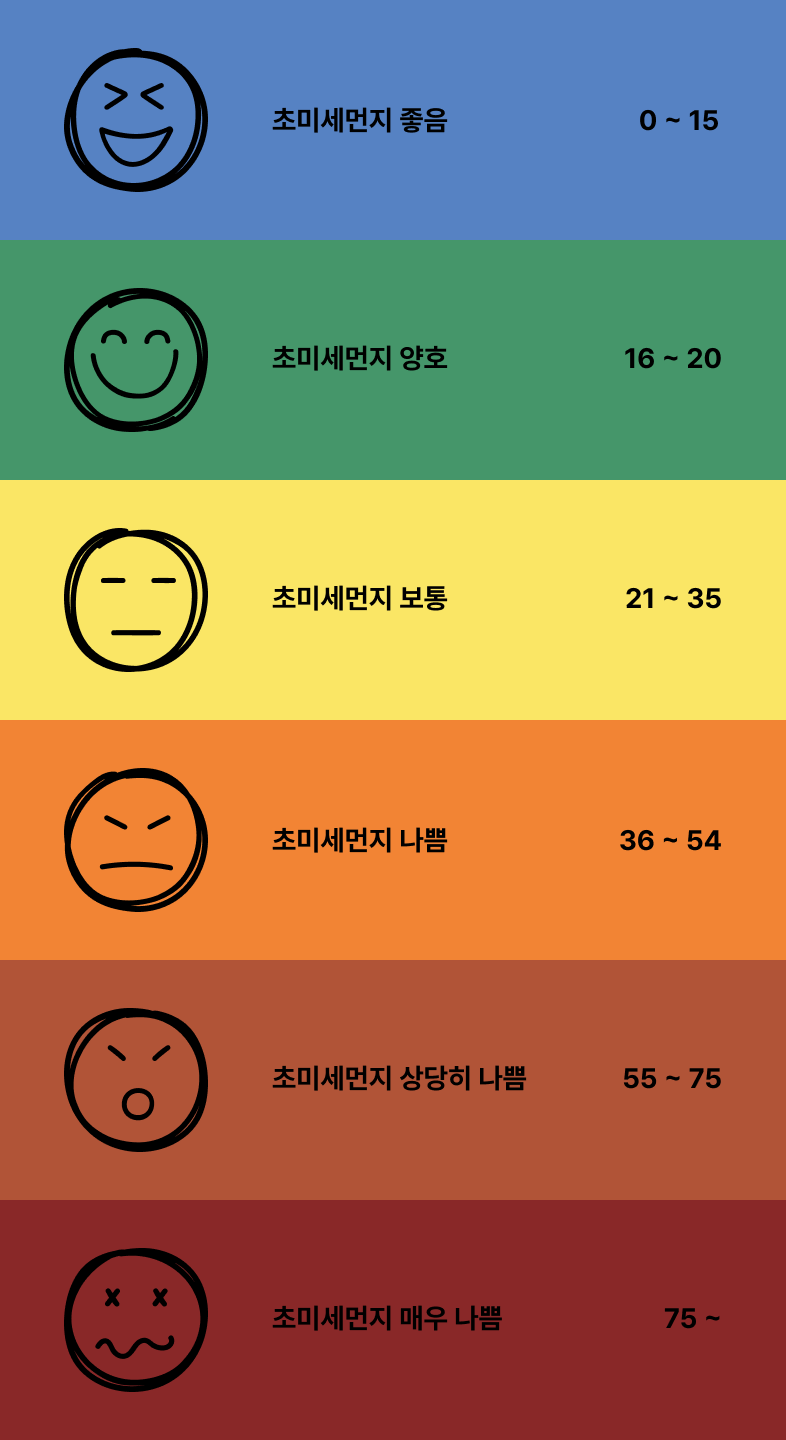 초미세먼지 좋음 0 ~ 15
초미세먼지 양호 16 ~ 20
초미세먼지 보통 21 ~ 35
초미세먼지 나쁨 36 ~ 54
초미세먼지 상당히 나쁨 55 ~ 75
초미세먼지 매우 나쁨 75 ~